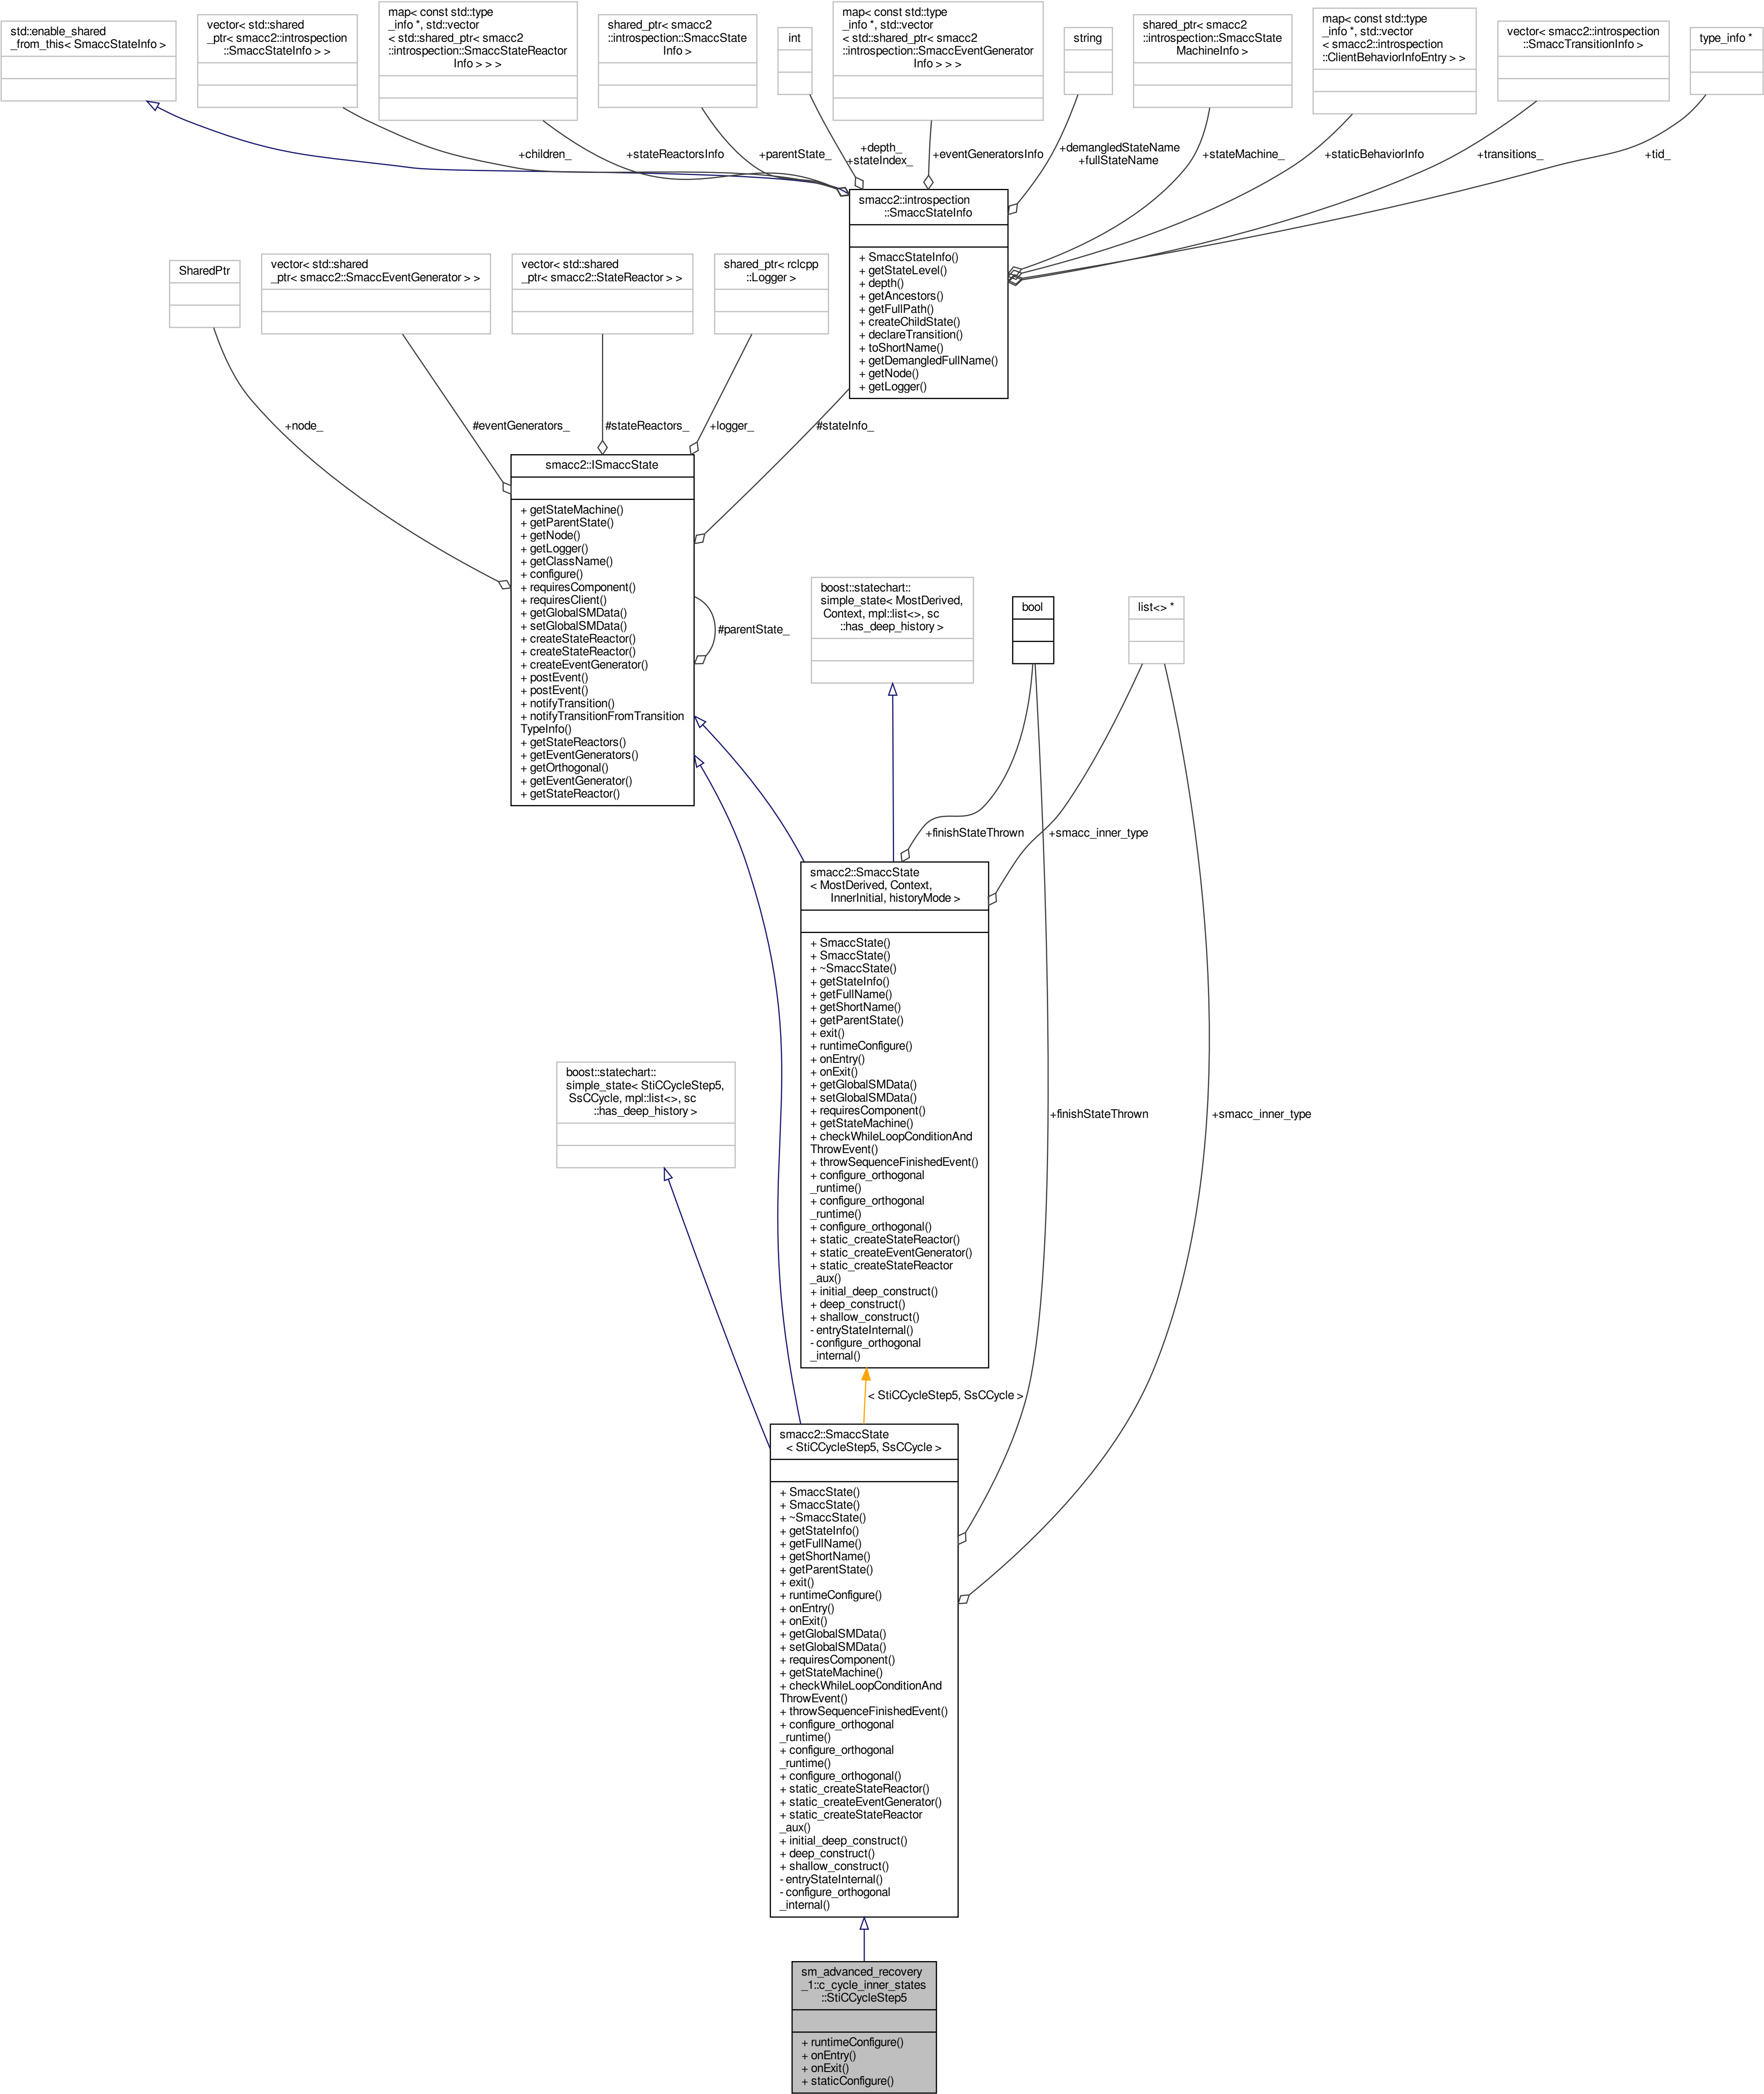 std::enable_shared
_from_this< SmaccStateInfo >
vector< std::shared
_ptr< smacc2::introspection
::SmaccStateInfo > >
map< const std::type
_info *, std::vector
< std::shared_ptr< smacc2
::introspection::SmaccStateReactor
Info > > >
shared_ptr< smacc2
::introspection::SmaccState
Info >
int
map< const std::type
_info *, std::vector
< std::shared_ptr< smacc2
::introspection::SmaccEventGenerator
Info > > >
string
shared_ptr< smacc2
::introspection::SmaccState
MachineInfo >
map< const std::type
_info *, std::vector
< smacc2::introspection
::ClientBehaviorInfoEntry > >
vector< smacc2::introspection
::SmaccTransitionInfo >
type_info *
+children_
+stateReactorsInfo
+parentState_
+depth_
+stateIndex_
+eventGeneratorsInfo
+demangledStateName
+fullStateName
+stateMachine_
+staticBehaviorInfo
+transitions_
+tid_
smacc2::introspection
::SmaccStateInfo
+ SmaccStateInfo()
+ getStateLevel()
+ depth()
+ getAncestors()
+ getFullPath()
+ createChildState()
+ declareTransition()
+ toShortName()
+ getDemangledFullName()
+ getNode()
+ getLogger()
SharedPtr
vector< std::shared
_ptr< smacc2::SmaccEventGenerator > >
vector< std::shared
_ptr< smacc2::StateReactor > >
shared_ptr< rclcpp
::Logger >
+node_
#eventGenerators_
#stateReactors_
+logger_
#stateInfo_
smacc2::ISmaccState
+ getStateMachine()
+ getParentState()
+ getNode()
+ getLogger()
+ getClassName()
+ configure()
+ requiresComponent()
+ requiresClient()
+ getGlobalSMData()
+ setGlobalSMData()
+ createStateReactor()
+ createStateReactor()
+ createEventGenerator()
+ postEvent()
+ postEvent()
+ notifyTransition()
+ notifyTransitionFromTransition
TypeInfo()
+ getStateReactors()
+ getEventGenerators()
+ getOrthogonal()
+ getEventGenerator()
+ getStateReactor()
#parentState_
boost::statechart::
simple_state< MostDerived,
Context, mpl::list<>, sc
::has_deep_history >
bool
list<> *
+finishStateThrown
+smacc_inner_type
smacc2::SmaccState
< MostDerived, Context,
InnerInitial, historyMode >
+ SmaccState()
+ SmaccState()
+ ~SmaccState()
+ getStateInfo()
+ getFullName()
+ getShortName()
+ getParentState()
+ exit()
+ runtimeConfigure()
+ onEntry()
+ onExit()
+ getGlobalSMData()
+ setGlobalSMData()
+ requiresComponent()
+ getStateMachine()
+ checkWhileLoopConditionAnd
ThrowEvent()
+ throwSequenceFinishedEvent()
+ configure_orthogonal
_runtime()
+ configure_orthogonal
_runtime()
+ configure_orthogonal()
+ static_createStateReactor()
+ static_createEventGenerator()
+ static_createStateReactor
_aux()
+ initial_deep_construct()
+ deep_construct()
+ shallow_construct()
- entryStateInternal()
- configure_orthogonal
_internal()
boost::statechart::
simple_state< StiCCycleStep5,
SsCCycle, mpl::list<>, sc
::has_deep_history >
+finishStateThrown
+smacc_inner_type
< StiCCycleStep5, SsCCycle >
smacc2::SmaccState
< StiCCycleStep5, SsCCycle >
+ SmaccState()
+ SmaccState()
+ ~SmaccState()
+ getStateInfo()
+ getFullName()
+ getShortName()
+ getParentState()
+ exit()
+ runtimeConfigure()
+ onEntry()
+ onExit()
+ getGlobalSMData()
+ setGlobalSMData()
+ requiresComponent()
+ getStateMachine()
+ checkWhileLoopConditionAnd
ThrowEvent()
+ throwSequenceFinishedEvent()
+ configure_orthogonal
_runtime()
+ configure_orthogonal
_runtime()
+ configure_orthogonal()
+ static_createStateReactor()
+ static_createEventGenerator()
+ static_createStateReactor
_aux()
+ initial_deep_construct()
+ deep_construct()
+ shallow_construct()
- entryStateInternal()
- configure_orthogonal
_internal()
sm_advanced_recovery
_1::c_cycle_inner_states
::StiCCycleStep5
+ runtimeConfigure()
+ onEntry()
+ onExit()
+ staticConfigure()